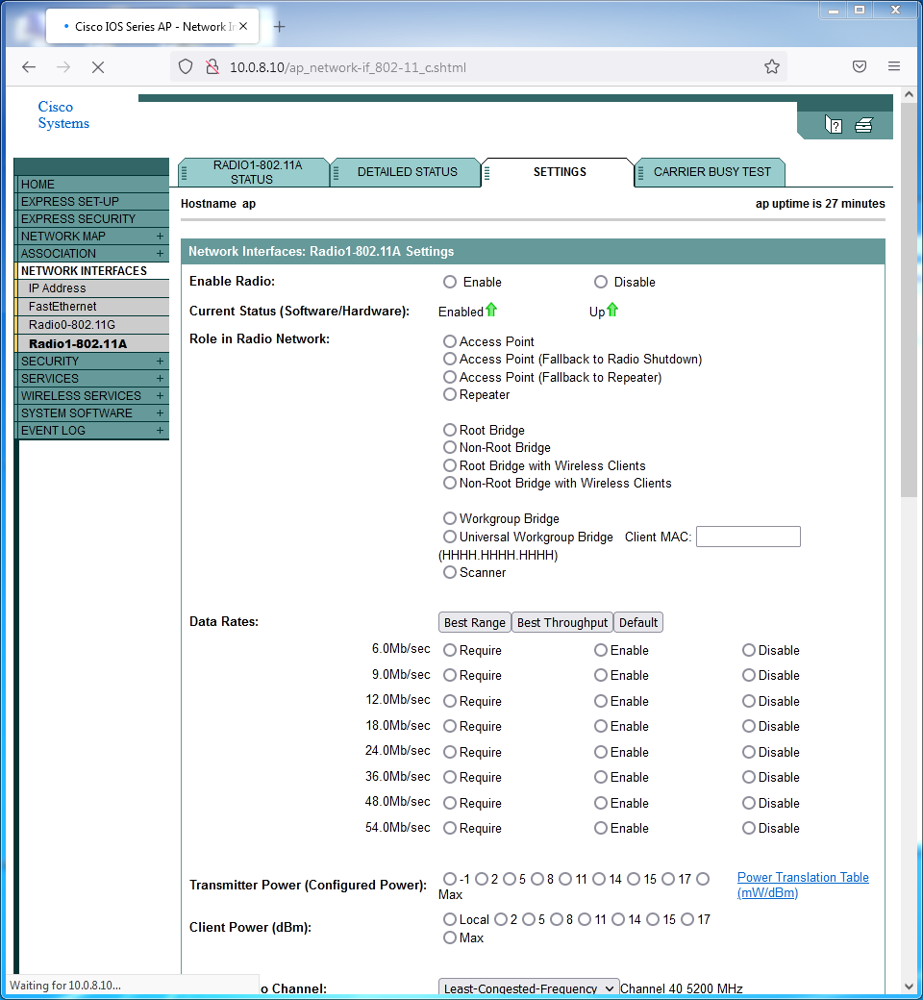 Cisco IOS Series AP - Network In
10.0.8.10/ap_network-if_802-11_c.shtml
Cisco
Systems
RADIO1-802.11A
STATUS
DETAILED STATUS
SETTINGS
CARRIER BUSY TEST
HOME
EXPRESS SET-UP
EXPRESS SECURITY
NETWORK MAP +
ASSOCIATION +
NETWORK INTERFACES
IP Address
FastEthernet
Radio0-802.11G
Radio1-802.11A
SECURITY +
SERVICES +
WIRELESS SERVICES +
SYSTEM SOFTWARE +
EVENT LOG +
Hostname ap
ap uptime is 27 minutes
Network Interfaces: Radio1-802.11A Settings
Enable Radio: Enable Disable
Current Status (Software/Hardware): Enabled Up
Role in Radio Network:
Access Point
Access Point (Fallback to Radio Shutdown)
Access Point (Fallback to Repeater)
Repeater
Root Bridge
Non-Root Bridge
Root Bridge with Wireless Clients
Non-Root Bridge with Wireless Clients
Workgroup Bridge
Universal Workgroup Bridge Client MAC:
(HHHH.HHHH.HHHH)
Scanner
Data Rates: Best Range Best Throughput Default
6.0Mb/sec Require Enable Disable
9.0Mb/sec Require Enable Disable
12.0Mb/sec Require Enable Disable
18.0Mb/sec Require Enable Disable
24.0Mb/sec Require Enable Disable
36.0Mb/sec Require Enable Disable
48.0Mb/sec Require Enable Disable
54.0Mb/sec Require Enable Disable
Transmitter Power (Configured Power): -1 2 5 8 11 14 15 17
Max
Power Translation Table
(mW/dBm)
Client Power (dBm): Local 2 5 8 11 14 15 17
Max
o Channel: Least-Congested-Frequency Channel 40 5200 MHz
Waiting for 10.0.8.10...